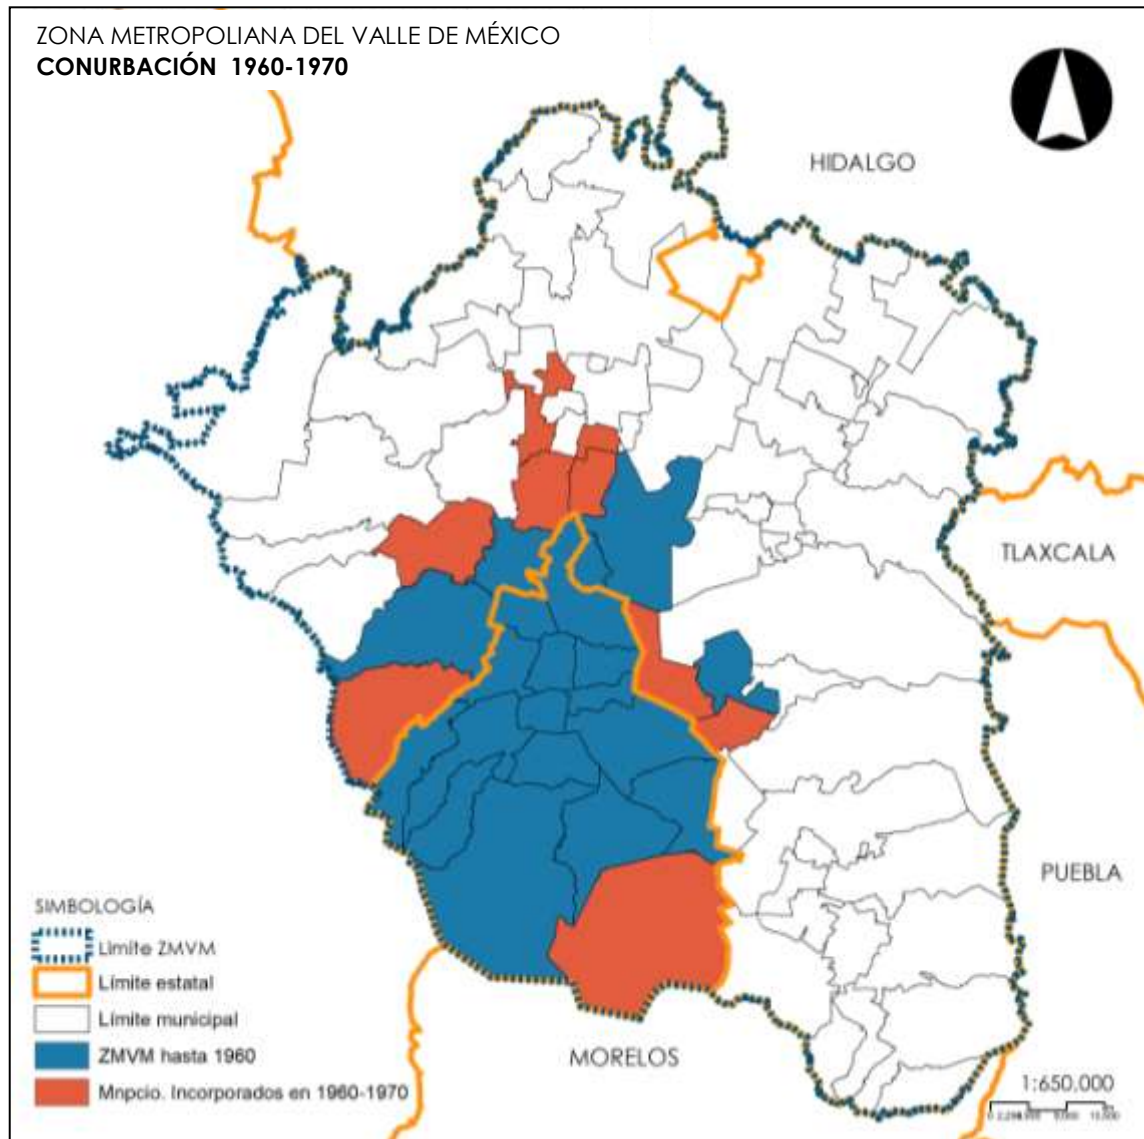 ZONA METROPOLIANA DEL VALLE DE MÉXICO
CONURBACIÓN 1960-1970
HIDALGO
TLAXCALA
PUEBLA
MORELOS
SIMBOLOGÍA
Límite ZMVM
Límite estatal
Límite municipal
ZMVM hasta 1960
Mnpcio. Incorporados en 1960-1970
1:650,000